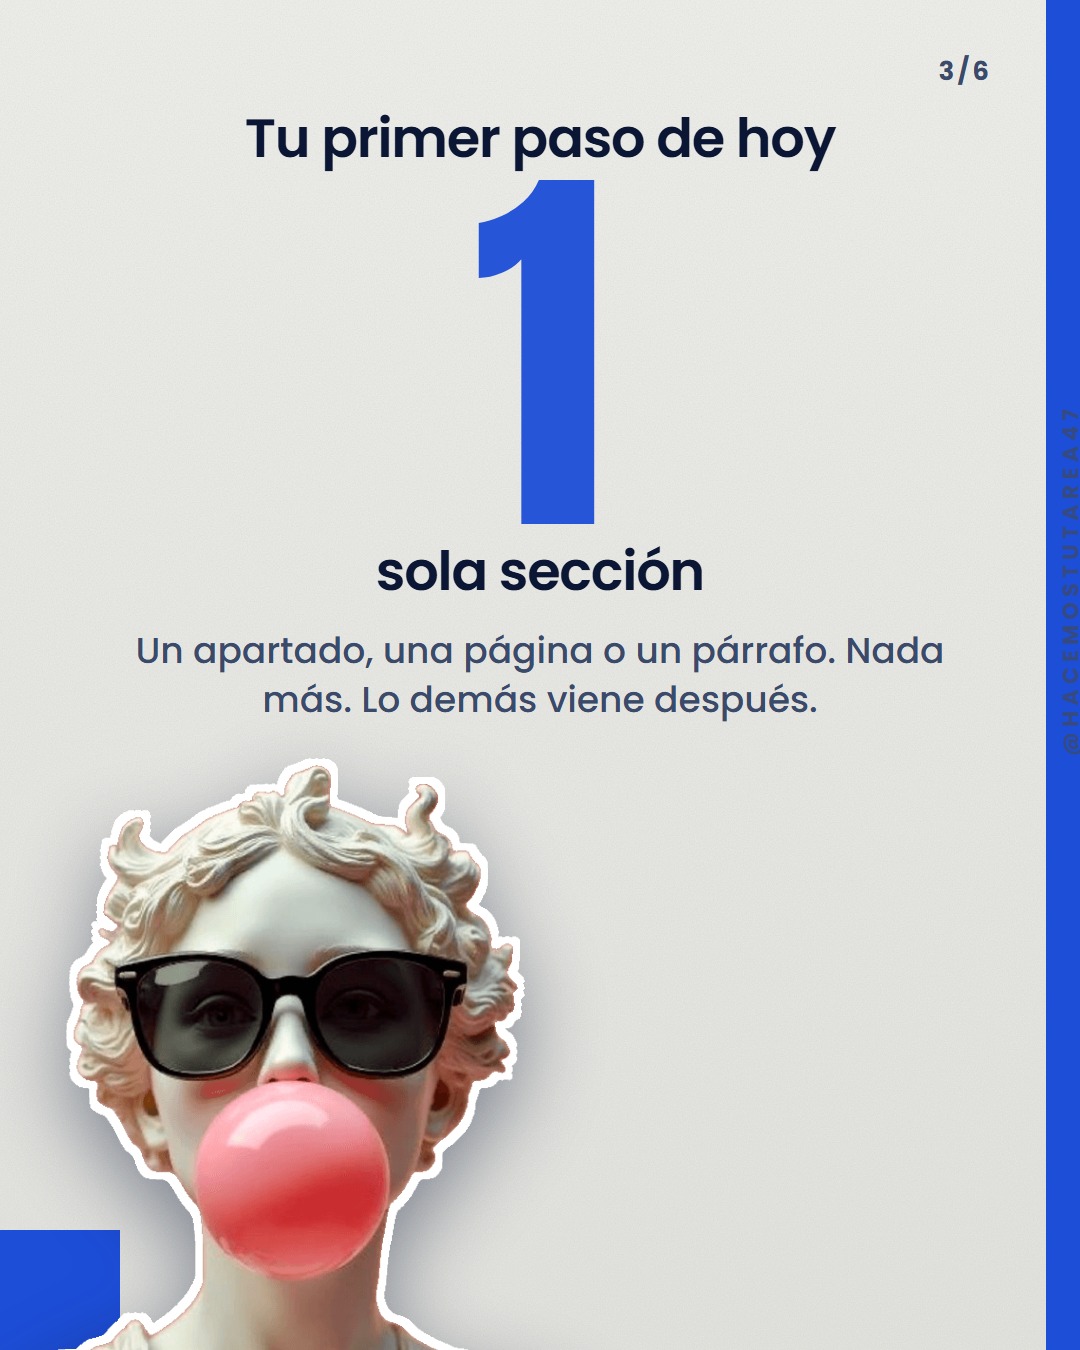 3/6
Tu primer paso de hoy
1
sola sección
Un apartado, una página o un párrafo. Nada
más. Lo demás viene después.
@HACEMOSTUTAREA47